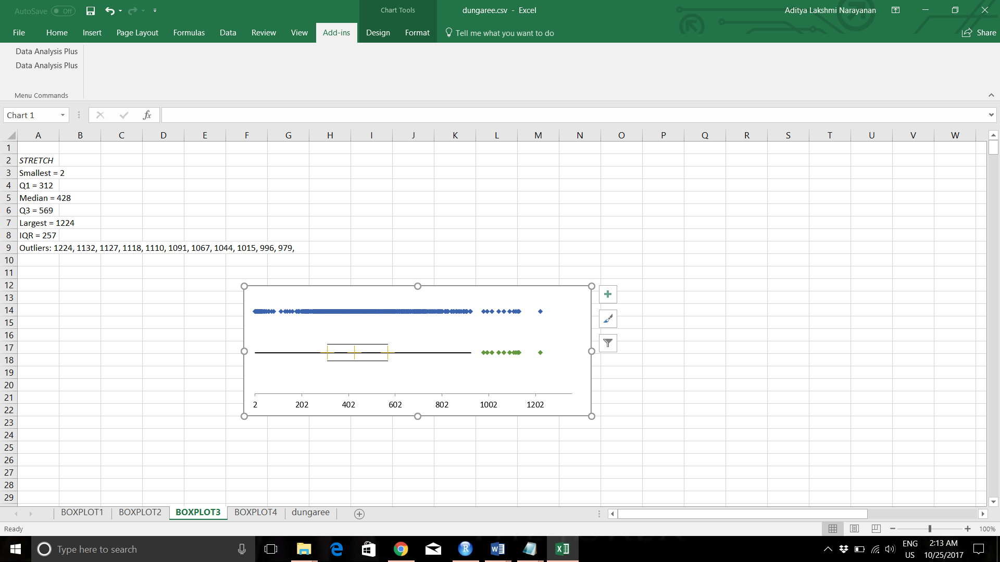 AutoSave Off
Chart Tools
dungaree.csv - Excel
Aditya Lakshmi Narayanan
File Home Insert Page Layout Formulas Data Review View Add-ins Design Format Tell me what you want to do Share
Data Analysis Plus
Data Analysis Plus
Menu Commands
Chart 1
fx
A B C D E F G H I J K L M N O P Q R S T U V W
1
2 STRETCH
3 Smallest = 2
4 Q1 = 312
5 Median = 428
6 Q3 = 569
7 Largest = 1224
8 IQR = 257
9 Outliers: 1224, 1132, 1127, 1118, 1110, 1091, 1067, 1044, 1015, 996, 979,
10
11
12
13
14
15
16
17
18
19
20
21
2 202 402 602 802 1002 1202
22
23
24
25
26
27
28
29
BOXPLOT1 BOXPLOT2 BOXPLOT3 BOXPLOT4 dungaree
Ready
100%
Type here to search
ENG
US
2:13 AM
10/25/2017